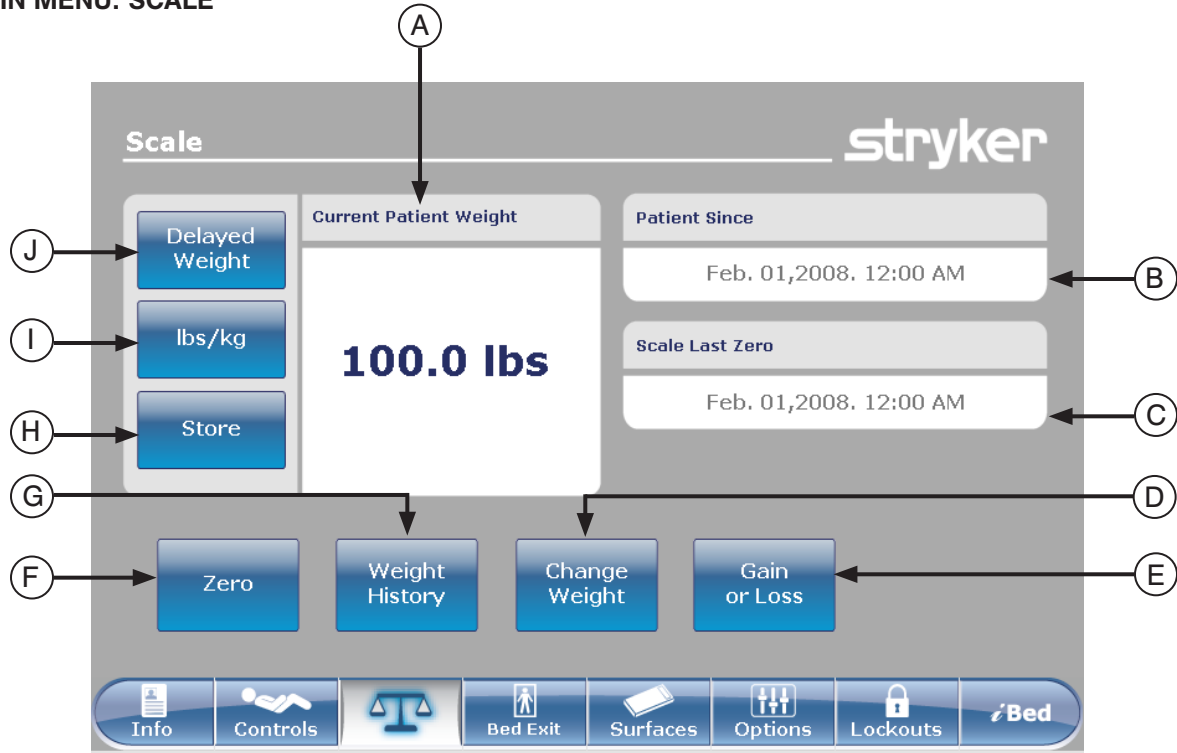 IN MENU: SCALE
A
Scale
stryker
J
Delayed
Weight
Current Patient Weight
Patient Since
Feb. 01,2008. 12:00 AM
B
I
lbs/kg
100.0 lbs
Scale Last Zero
Feb. 01,2008. 12:00 AM
C
H
Store
G
D
F
Zero
Weight
History
Change
Weight
Gain
or Loss
E
Info
Controls
Bed Exit
Surfaces
Options
Lockouts
iBed